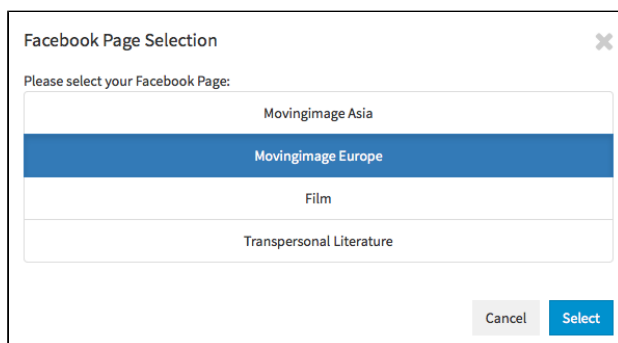 Facebook Page Selection
Please select your Facebook Page:
Movingimage Asia
Movingimage Europe
Film
Transpersonal Literature
Cancel Select